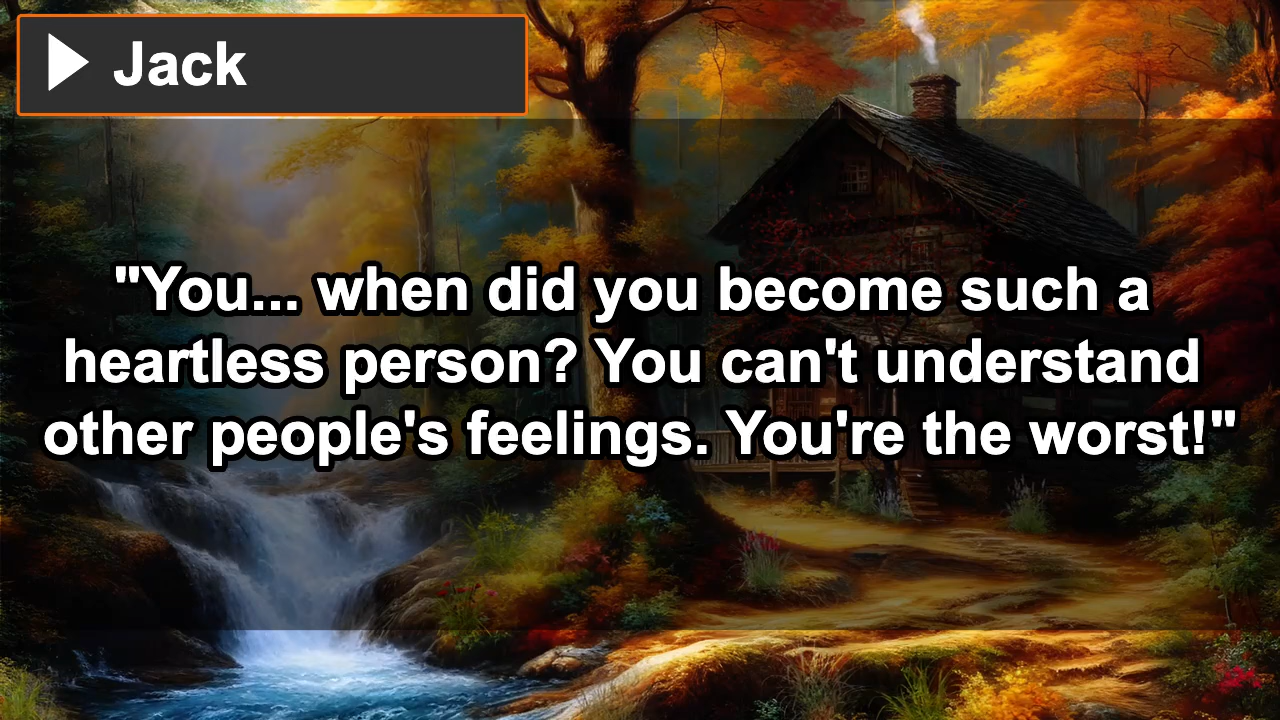 Jack
"You... when did you become such a
heartless person? You can't understand
other people's feelings. You're the worst!"